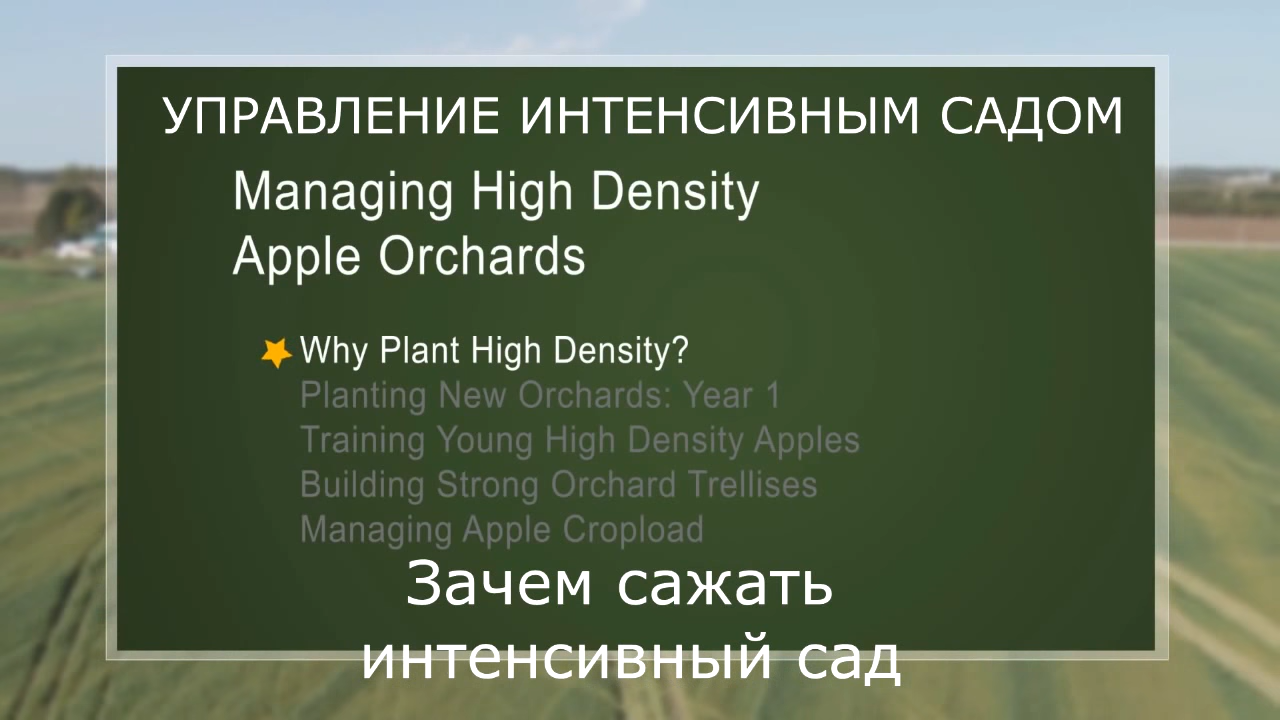 УПРАВЛЕНИЕ ИНТЕНСИВНЫМ САДОМ
Managing High Density
Apple Orchards
Why Plant High Density?
Planting New Orchards: Year 1
Training Young High Density Apples
Building Strong Orchard Trellises
Managing Apple Cropload
Зачем сажать
интенсивный сад